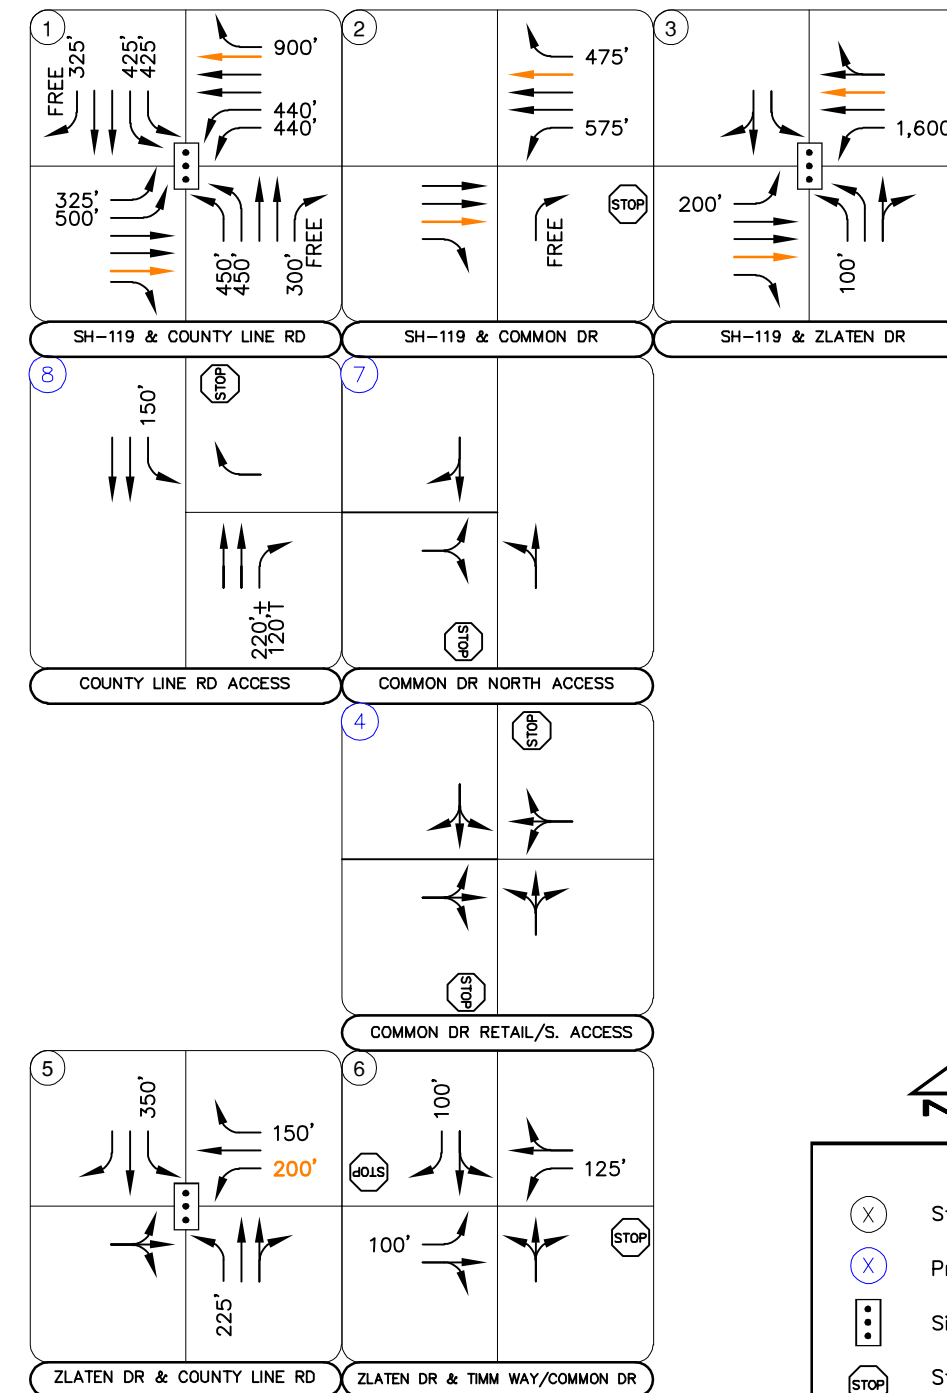 1
FREE
325'
425'
425'
900'
440'
440'
325'
500'
450'
450'
300'
FREE
SH-119 & COUNTY LINE RD
2
475'
575'
FREE
STOP
SH-119 & COMMON DR
3
1,600
200'
100'
SH-119 & ZLATEN DR
8
150'
STOP
220'±
120'T
COUNTY LINE RD ACCESS
7
STOP
COMMON DR NORTH ACCESS
4
STOP
STOP
COMMON DR RETAIL/S. ACCESS
5
350'
150'
200'
225'
ZLATEN DR & COUNTY LINE RD
6
100'
STOP
125'
100'
STOP
ZLATEN DR & TIMM WAY/COMMON DR
X
X
STOP